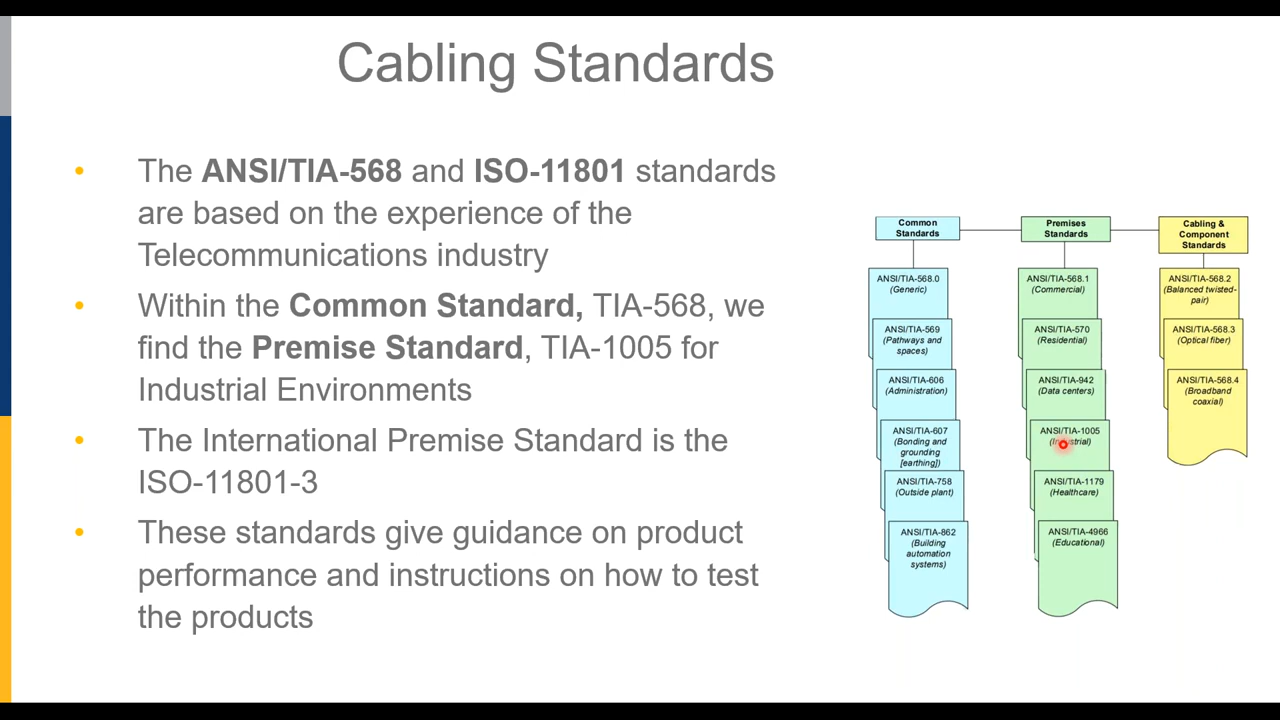 Cabling Standards
• The ANSI/TIA-568 and ISO-11801 standards
are based on the experience of the
Telecommunications industry
• Within the Common Standard, TIA-568, we
find the Premise Standard, TIA-1005 for
Industrial Environments
• The International Premise Standard is the
ISO-11801-3
• These standards give guidance on product
performance and instructions on how to test
the products
Common
Standards
ANSI/TIA-568.0
(Generic)
ANSI/TIA-569
(Pathways and
spaces)
ANSI/TIA-606
(Administration)
ANSI/TIA-607
(Bonding and
grounding
[earthing])
ANSI/TIA-758
(Outside plant)
ANSI/TIA-862
(Building
automation
systems)
Premises
Standards
ANSI/TIA-568.1
(Commercial)
ANSI/TIA-570
(Residential)
ANSI/TIA-942
(Data centers)
ANSI/TIA-1005
(Industrial)
ANSI/TIA-1179
(Healthcare)
ANSI/TIA-4966
(Educational)
Cabling &
Component
Standards
ANSI/TIA-568.2
(Balanced twisted-
pair)
ANSI/TIA-568.3
(Optical fiber)
ANSI/TIA-568.4
(Broadband
coaxial)